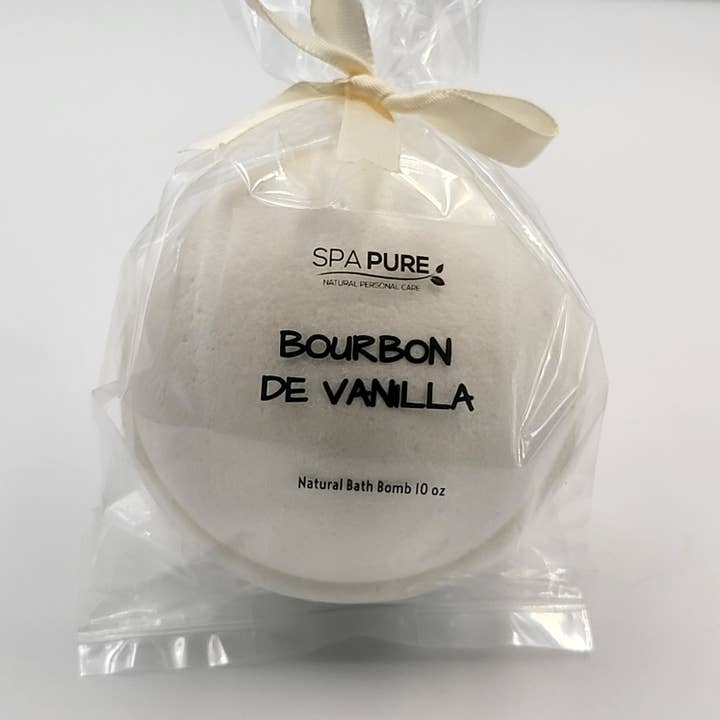 SPA PURE
NATURAL PERSONAL CARE
BOURBON
DE VANILLA
Natural Bath Bomb 10 oz